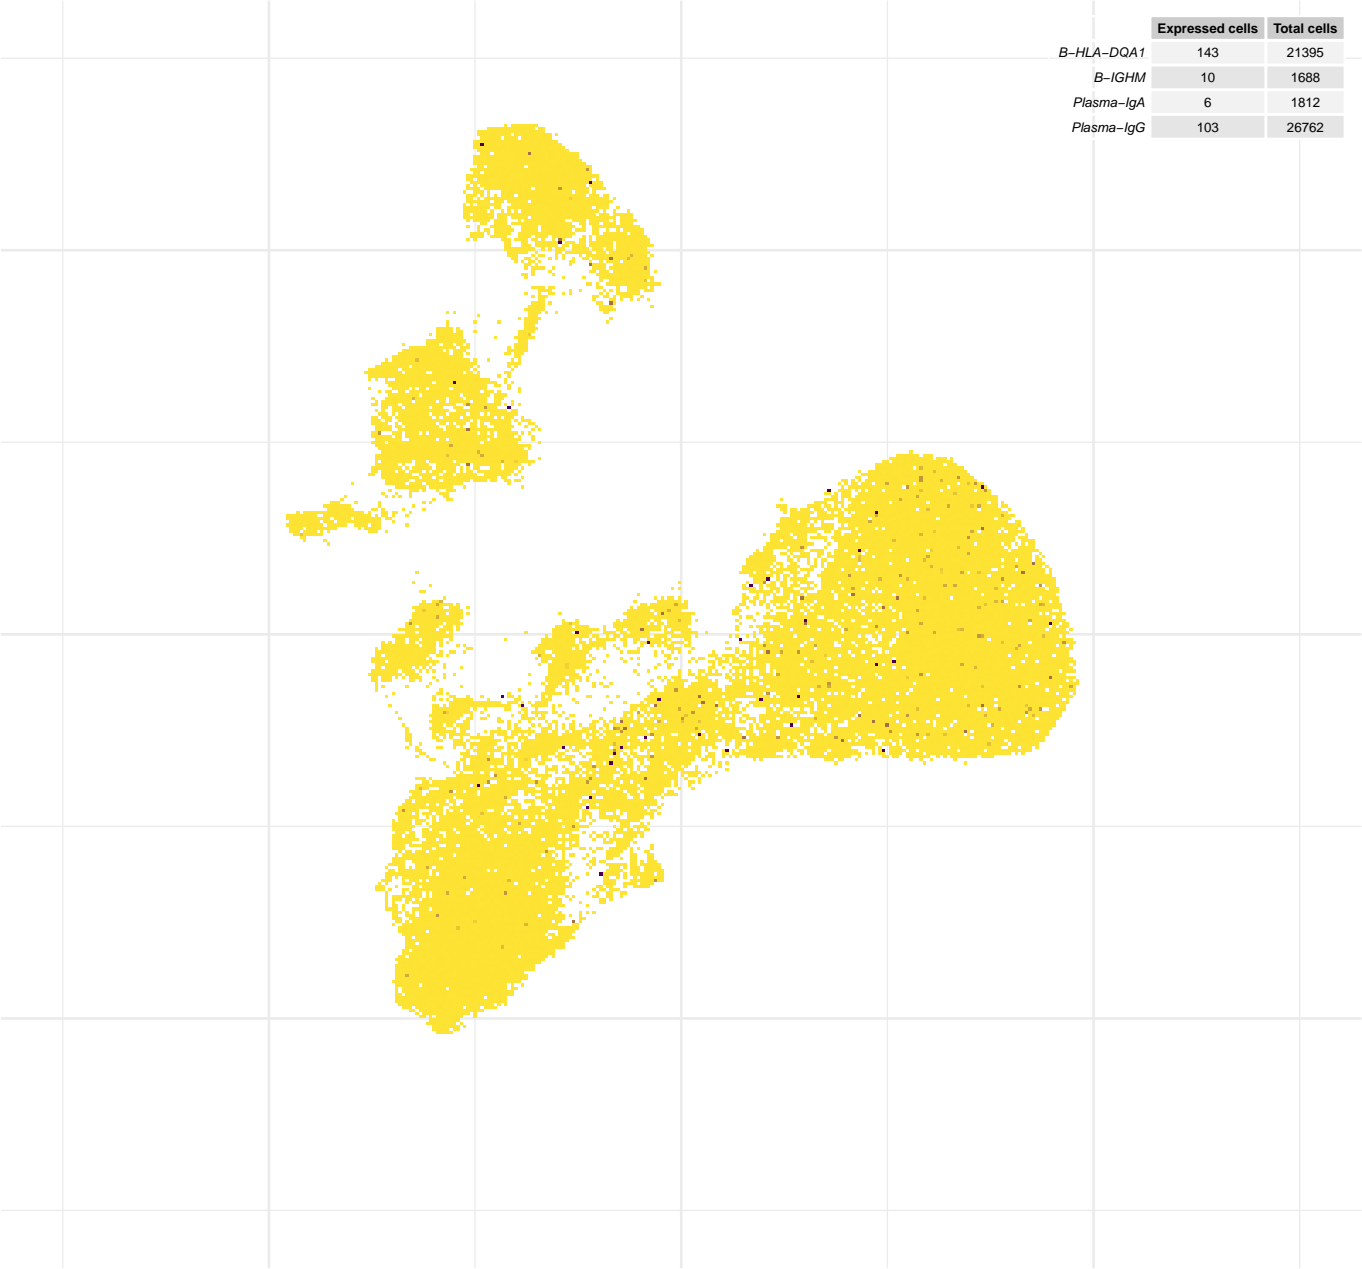 Expressed cells Total cells
B−HLA−DQA1 143 21395
B−IGHM 10 1688
Plasma−IgA 6 1812
Plasma−IgG 103 26762